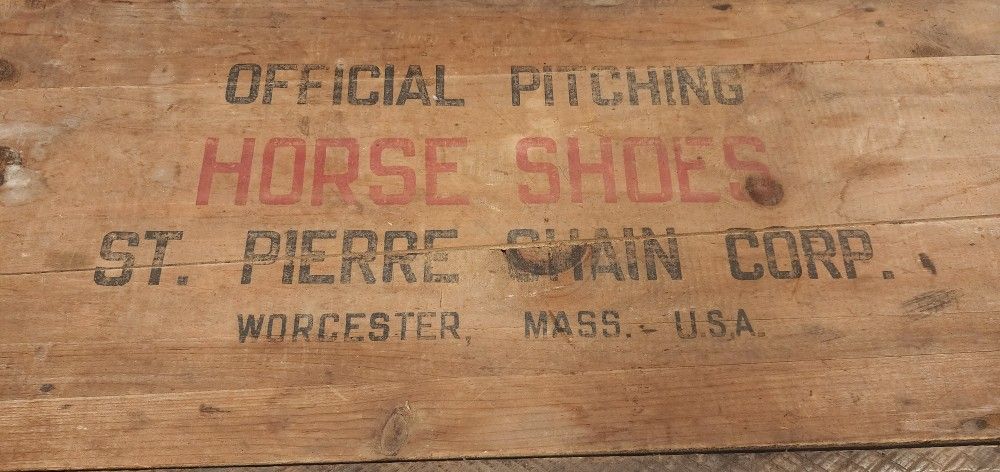 OFFICIAL PITCHING
HORSE SHOES
ST. PIERRE CHAIN CORP.
WORCESTER, MASS. - U.S.A.